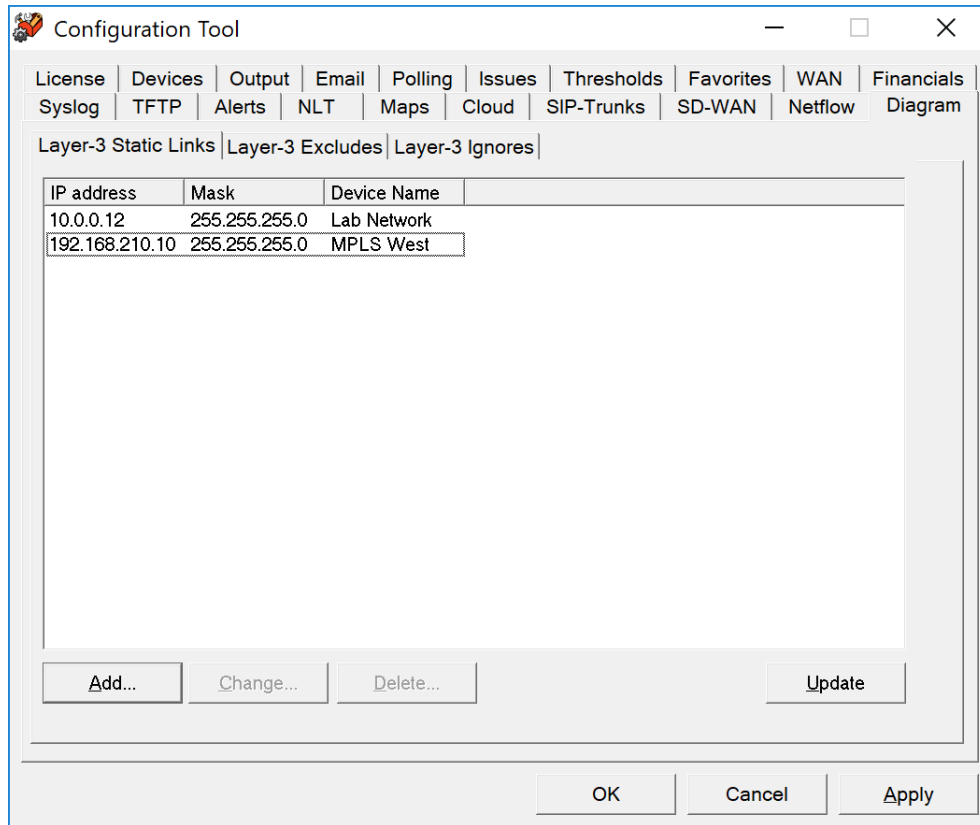 Configuration Tool
License Devices Output Email Polling Issues Thresholds Favorites WAN Financials
Syslog TFTP Alerts NLT Maps Cloud SIP-Trunks SD-WAN Netflow Diagram
Layer-3 Static Links Layer-3 Excludes Layer-3 Ignores
IP address Mask Device Name
10.0.0.12 255.255.255.0 Lab Network
192.168.210.10 255.255.255.0 MPLS West
Add... Change... Delete... Update
OK Cancel Apply